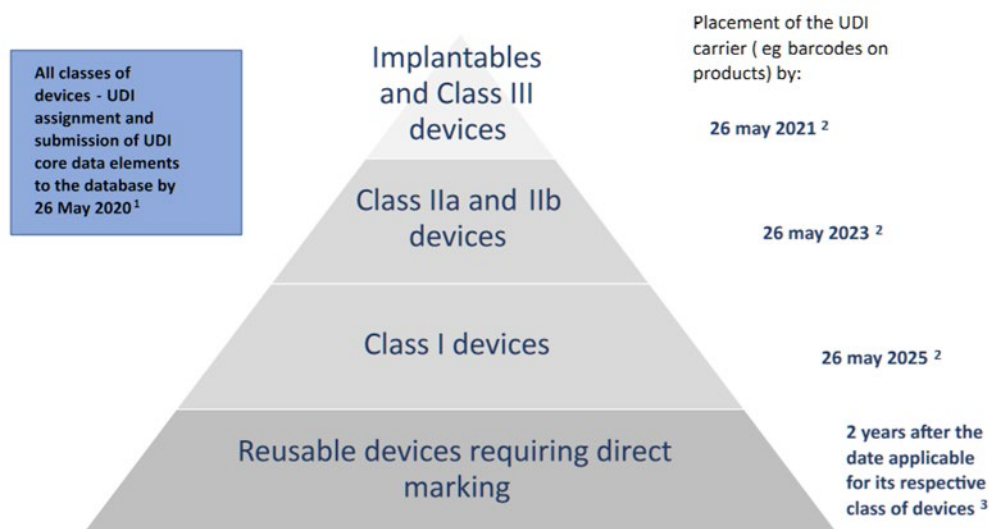 All classes of
devices - UDI
assignment and
submission of UDI
core data elements
to the database by
26 May 2020 1
Implantables
and Class III
devices
Placement of the UDI
carrier ( eg barcodes on
products) by:
26 may 2021 2
Class IIa and IIb
devices
26 may 2023 2
Class I devices
26 may 2025 2
Reusable devices requiring direct
marking
2 years after the
date applicable
for its respective
class of devices 3